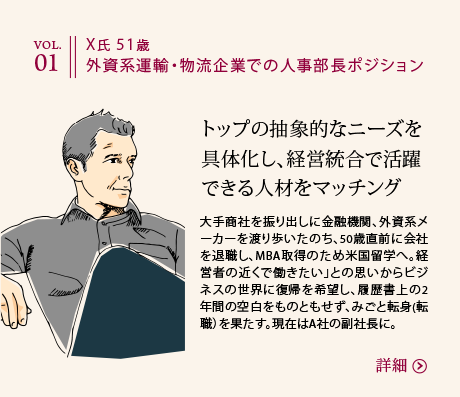 VOL.
01
X氏 51歳
外資系運輸・物流企業での人事部長ポジション
トップの抽象的なニーズを
具体化し、経営統合で活躍
できる人材をマッチング
大手商社を振り出しに金融機関、外資系メ
ーカーを渡り歩いたのち、50歳直前に会社
を退職し、MBA取得のため米国留学へ。経
営者の近くで働きたい」との思いからビジ
ネスの世界に復帰を希望し、履歴書上の2
年間の空白をものともせず、みごと転身(転
職）を果たす。現在はA社の副社長に。
詳細